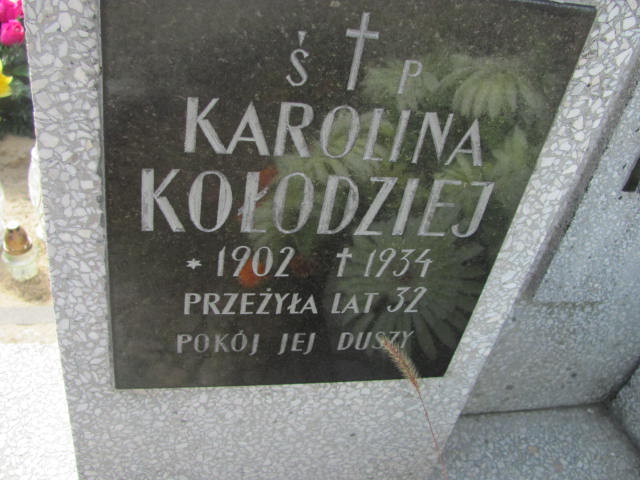 Ś P
KAROLINA
KOŁODZIEJ
* 1902 † 1934
PRZEŻYŁA LAT 32
POKÓJ JEJ DUSZY